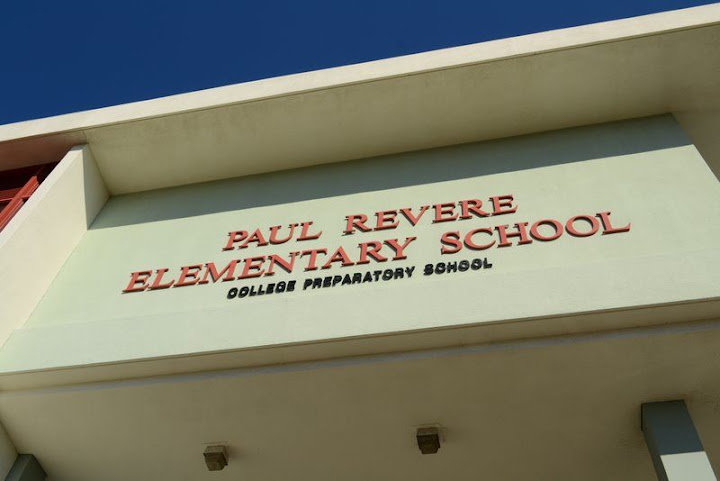 PAUL REVERE
ELEMENTARY SCHOOL
COLLEGE PREPARATORY SCHOOL